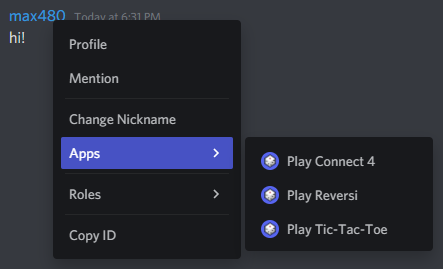 max480 Today at 6:31 PM
hi!
Profile
Mention
Change Nickname
Apps
Roles
Copy ID
Play Connect 4
Play Reversi
Play Tic-Tac-Toe